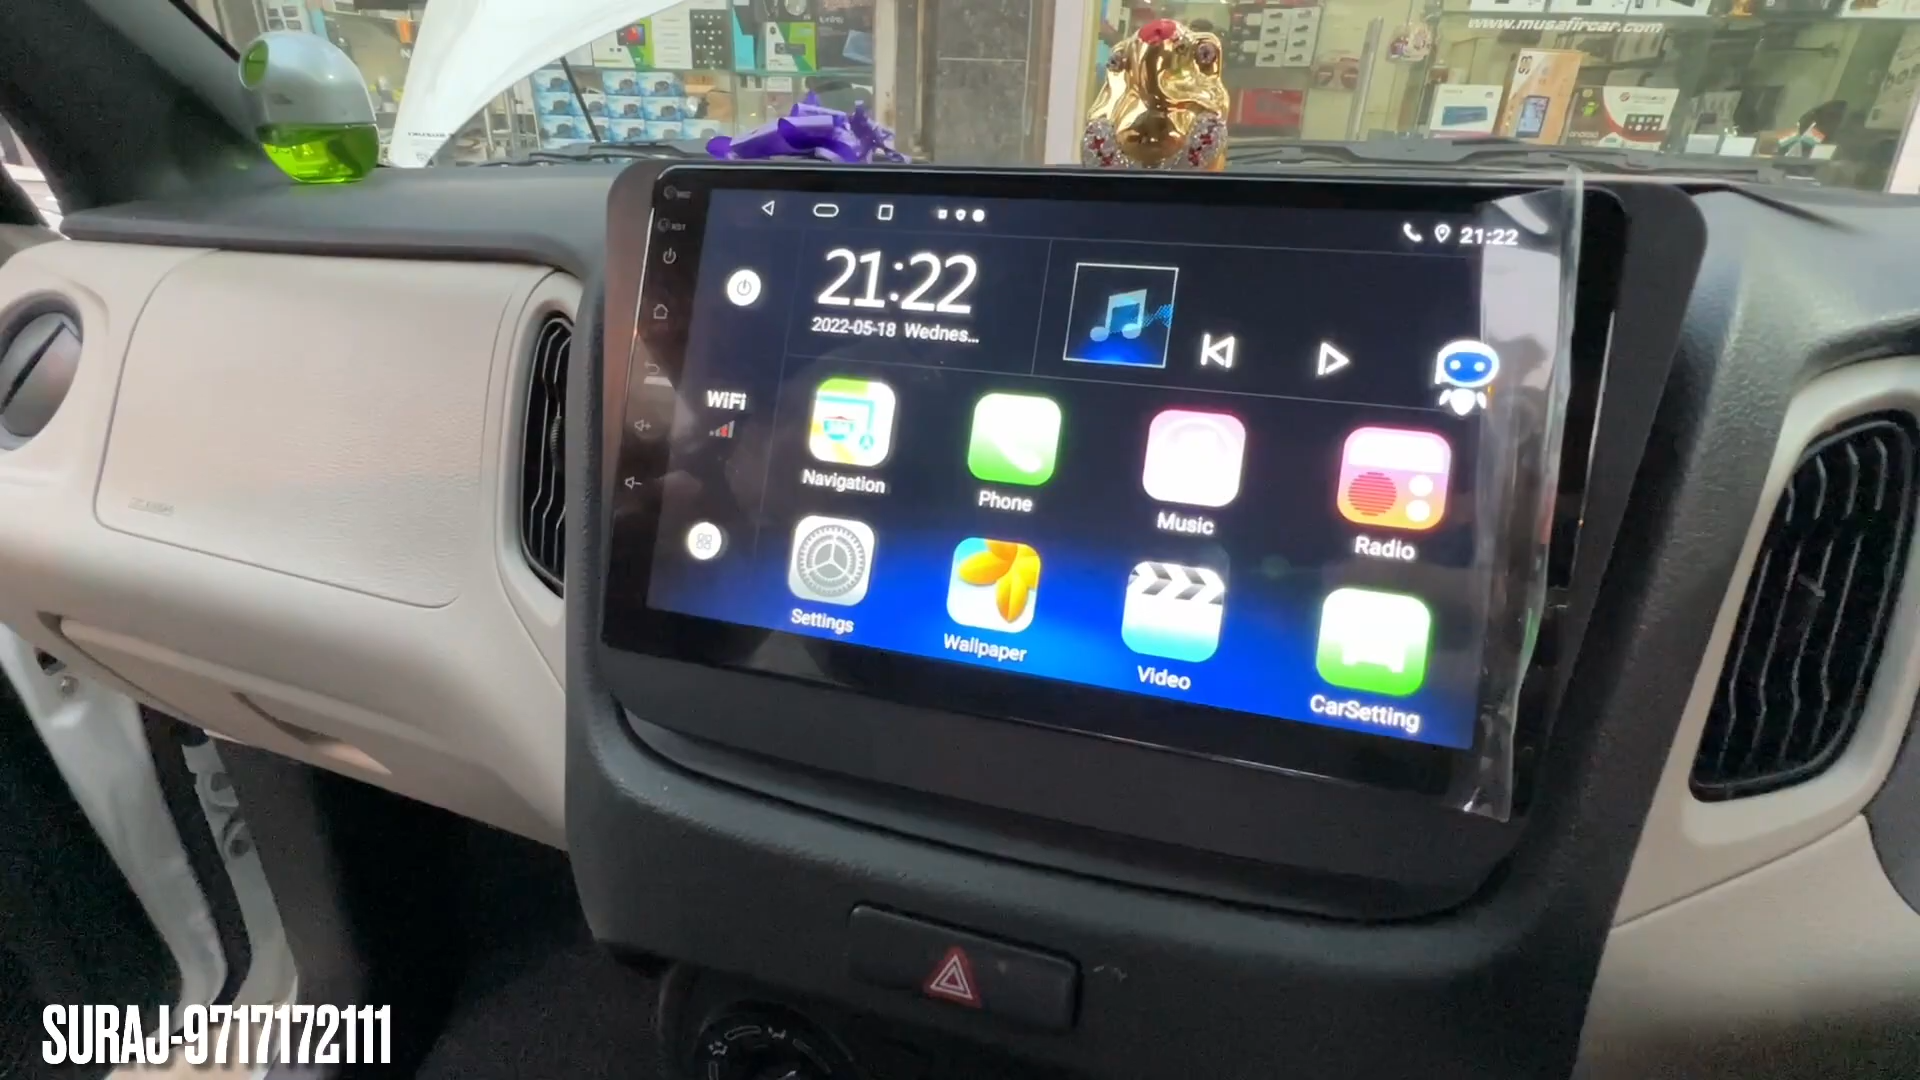 www.musafircar.com
21:22
21:22
2022-05-18 Wednes...
WiFi
Navigation
Phone
Music
Radio
Settings
Wallpaper
Video
CarSetting
SURAJ-9717172111